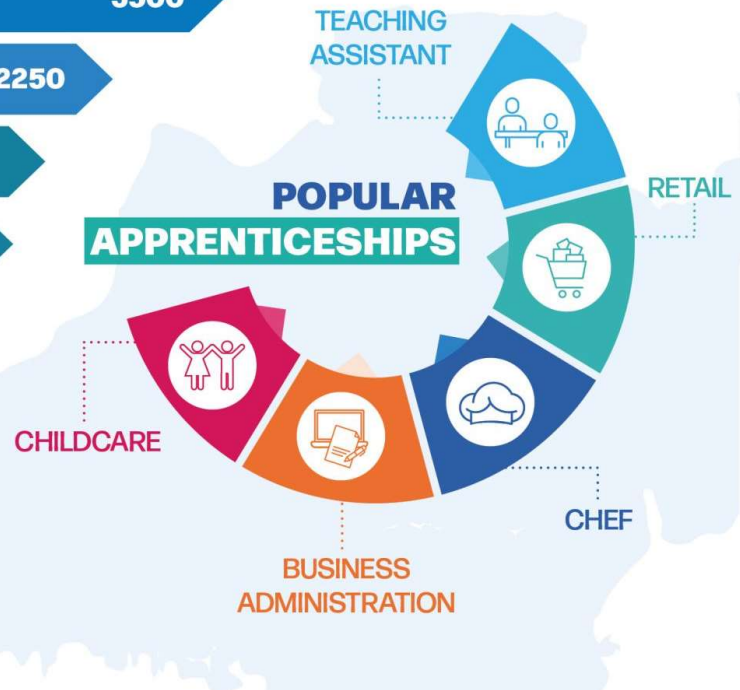 2250
TEACHING
ASSISTANT
RETAIL
POPULAR
APPRENTICESHIPS
CHILDCARE
CHEF
BUSINESS
ADMINISTRATION